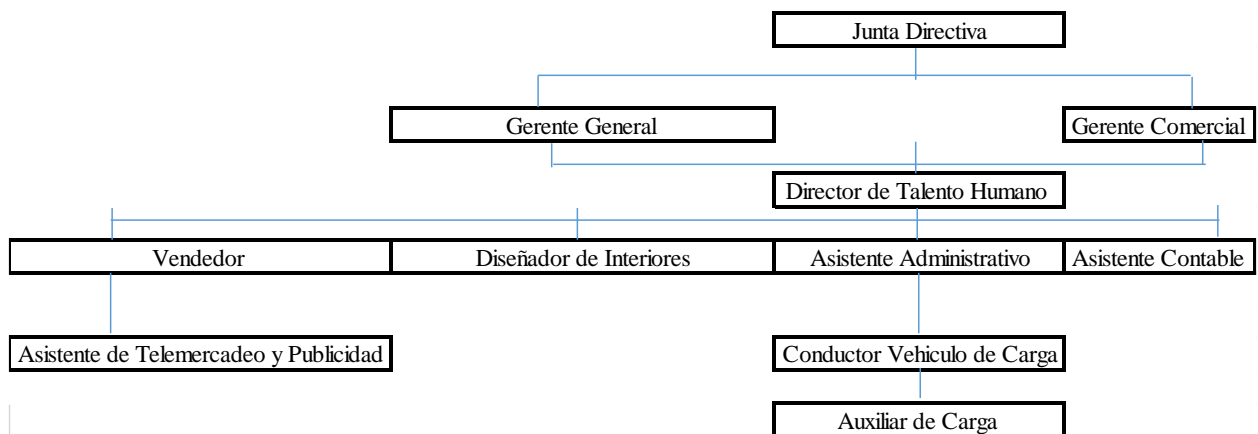 Junta Directiva
Gerente General
Gerente Comercial
Director de Talento Humano
Vendedor
Diseñador de Interiores
Asistente Administrativo
Asistente Contable
Asistente de Telemercadeo y Publicidad
Conductor Vehiculo de Carga
Auxiliar de Carga